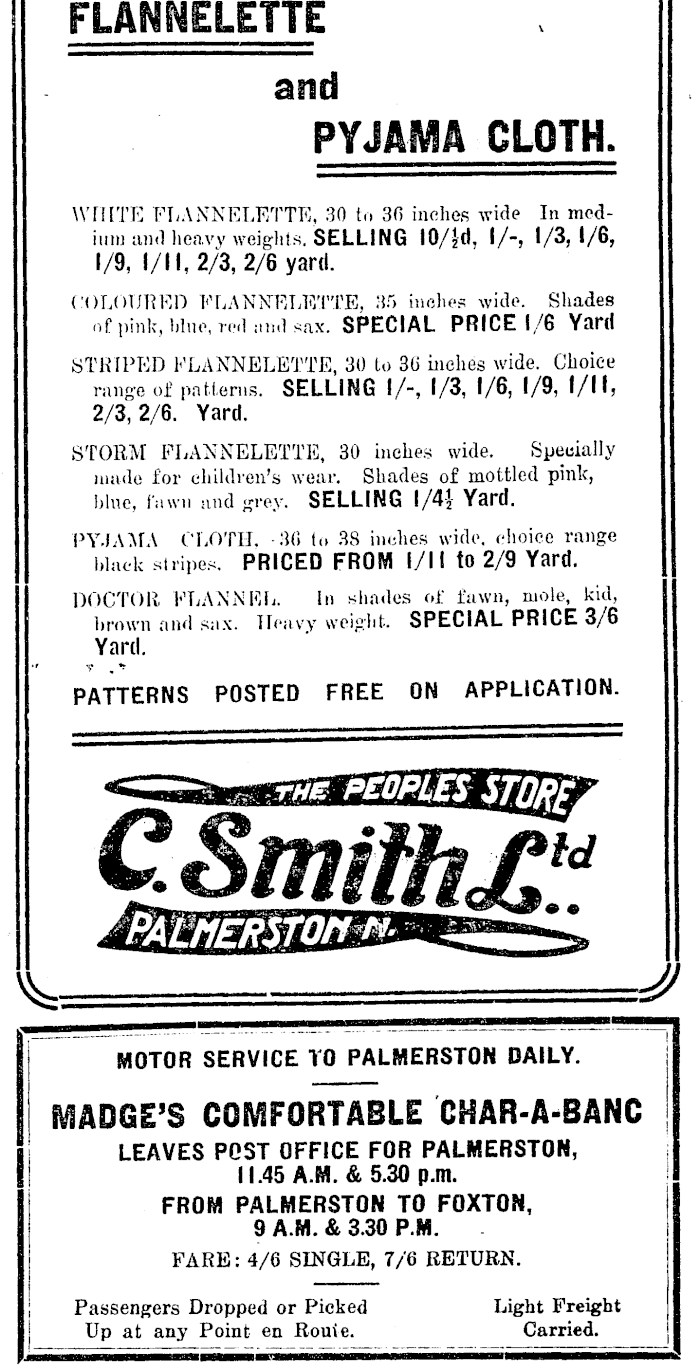 FLANNELETTE
and
PYJAMA CLOTH.
WHITE FLANNELETTE, 30 to 36 inches wide In med-
ium and heavy weights. SELLING 10/½d, 1/-, 1/3, 1/6,
1/9, 1/11, 2/3, 2/6 yard.
COLOURED FLANNELETTE, 35 inches wide. Shades
of pink, blue, red and sax. SPECIAL PRICE 1/6 Yard
STRIPED FLANNELETTE, 30 to 36 inches wide. Choice
range of patterns. SELLING 1/-, 1/3, 1/6, 1/9, 1/11,
2/3, 2/6. Yard.
STORM FLANNELETTE, 30 inches wide. Specially
made for children's wear. Shades of mottled pink,
blue, fawn and grey. SELLING 1/4½ Yard.
PYJAMA CLOTH. 36 to 38 inches wide, choice range
black stripes. PRICED FROM 1/11 to 2/9 Yard.
DOCTOR FLANNEL. In shades of fawn, mole, kid,
brown and sax. Heavy weight. SPECIAL PRICE 3/6
Yard.
PATTERNS POSTED FREE ON APPLICATION.
THE PEOPLES STORE
C. Smith Ltd..
PALMERSTON N.
MOTOR SERVICE TO PALMERSTON DAILY.
MADGE'S COMFORTABLE CHAR-A-BANC
LEAVES POST OFFICE FOR PALMERSTON,
11.45 A.M. & 5.30 p.m.
FROM PALMERSTON TO FOXTON,
9 A.M. & 3.30 P.M.
FARE: 4/6 SINGLE, 7/6 RETURN.
Passengers Dropped or Picked
Up at any Point en Route.
Light Freight
Carried.